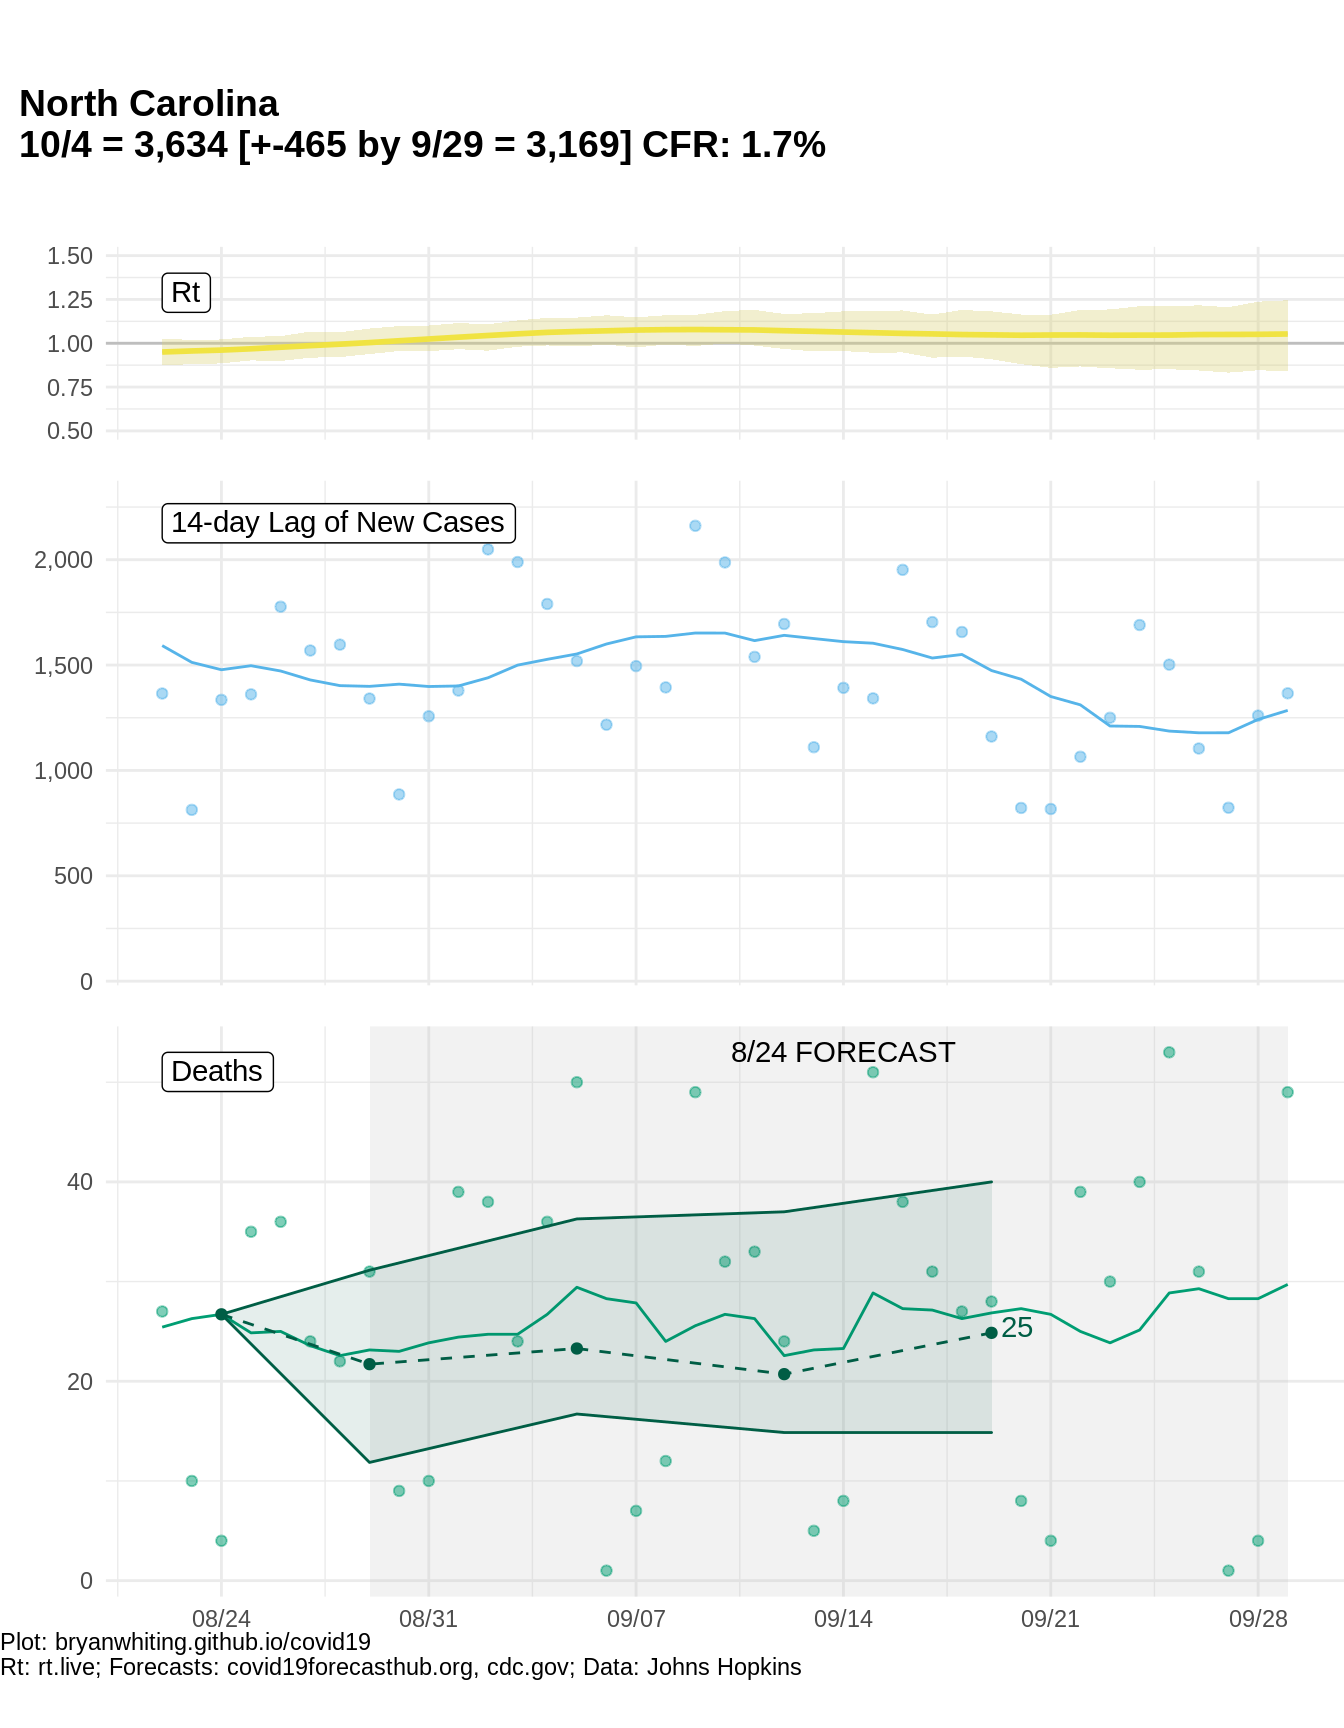 North Carolina
10/4 = 3,634 [+-465 by 9/29 = 3,169] CFR: 1.7%
1.50
1.25
1.00
0.75
0.50
Rt
14-day Lag of New Cases
2,000
1,500
1,000
500
0
8/24 FORECAST
Deaths
40
20
0
25
08/24 08/31 09/07 09/14 09/21 09/28
Plot: bryanwhiting.github.io/covid19
Rt: rt.live; Forecasts: covid19forecasthub.org, cdc.gov; Data: Johns Hopkins